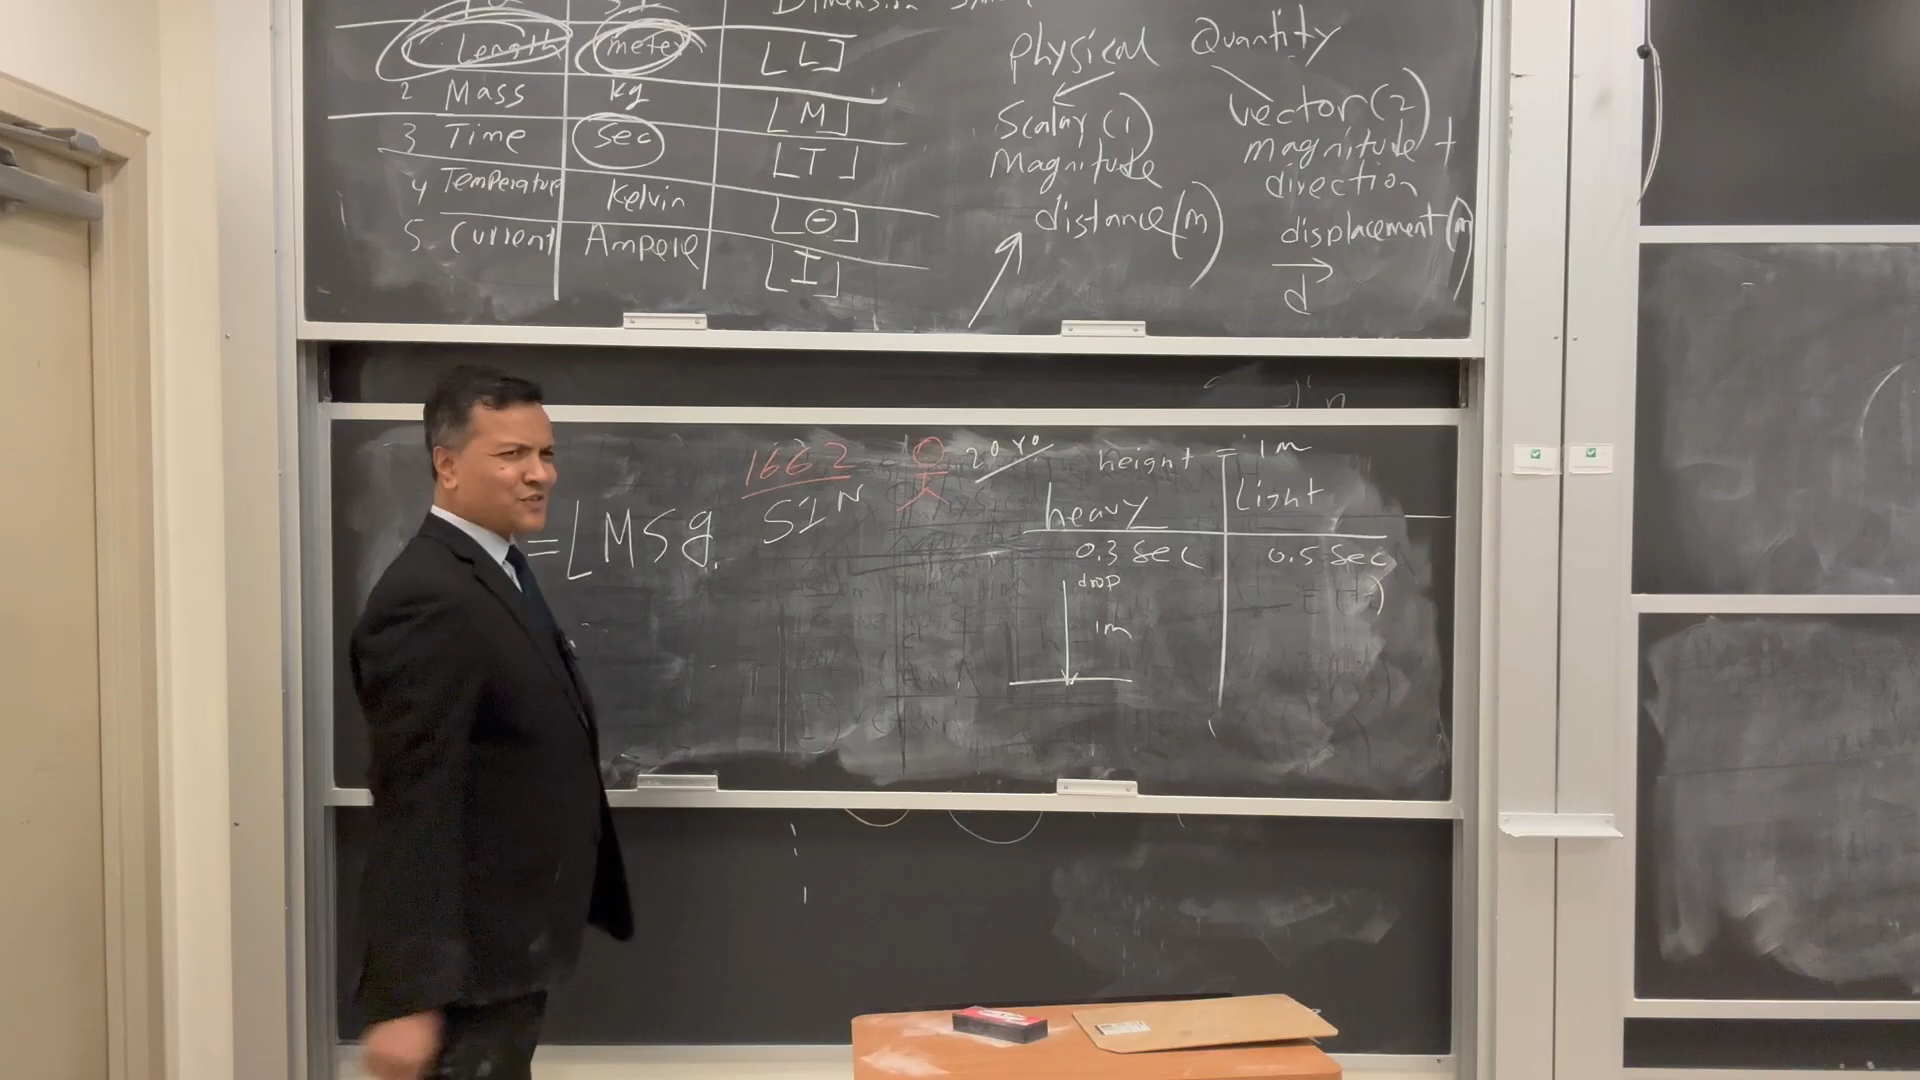 1 Length meter [L]
2 Mass kg [M]
3 Time Sec [T]
4 Temperature Kelvin [Θ]
5 Current Ampere [I]
Physical Quantity
Scalar (1)
Magnitude
distance (m)
vector (2)
magnitude +
direction
displacement (m)
d
= LMSg.
1662
SIN
20 Yo
height = 1m
heavy Light
0.3 Sec 0.5 Sec
drop
1m